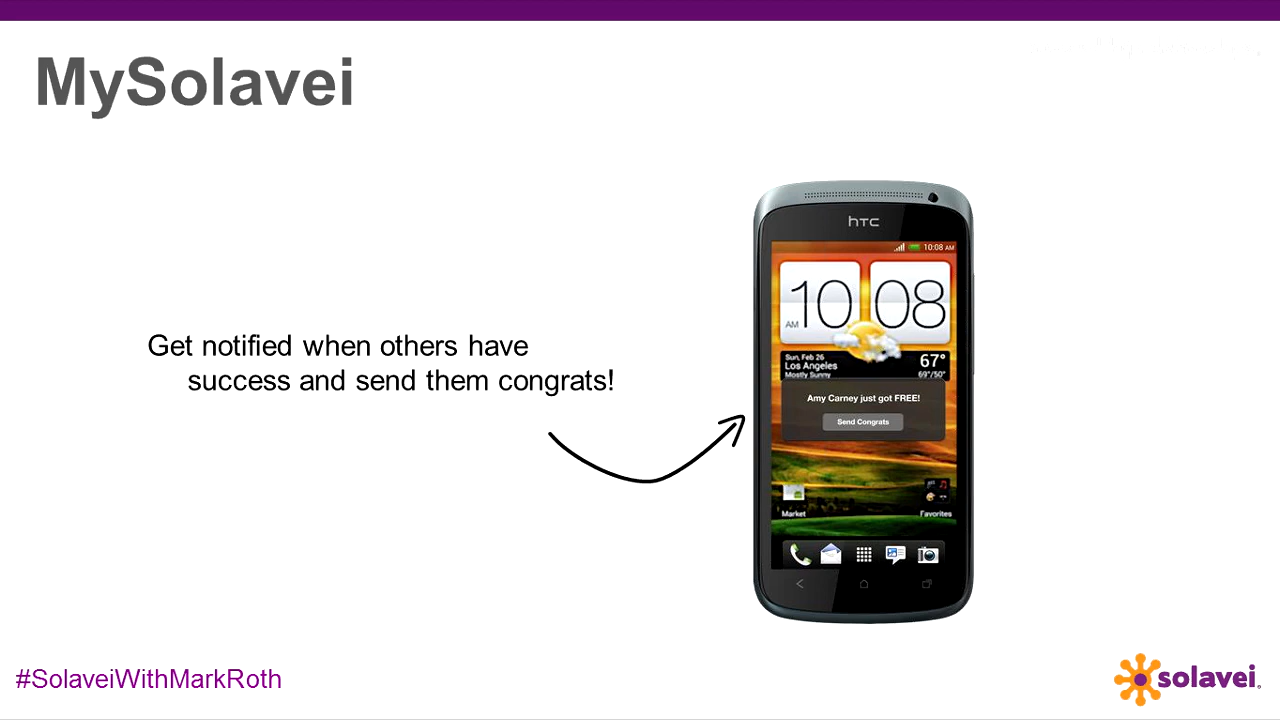 MySolavei
Get notified when others have
success and send them congrats!
hTC
10:08 AM
10 08
AM
Sun, Feb 26
Los Angeles
Mostly Sunny
67°
69°/50°
Amy Carney just got FREE!
Send Congrats
Market
Favorites
#SolaveiWithMarkRoth
solavei